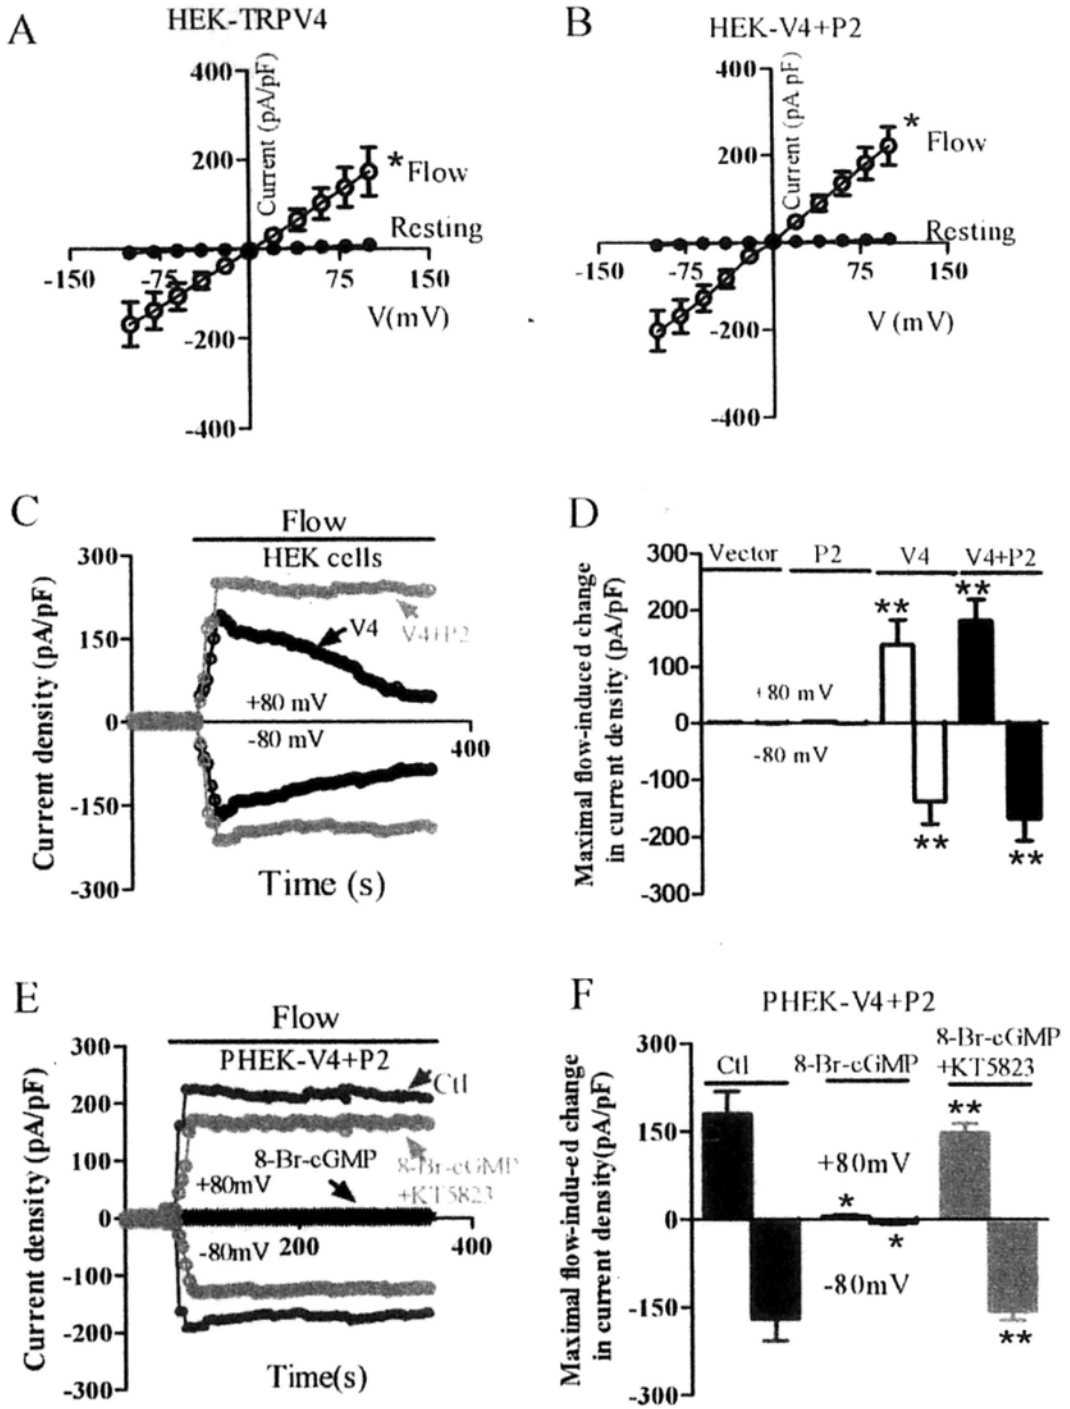 A
HEK-TRPV4
400
200
-200
-400
Current (pA/pF)
* Flow
Resting
-150
-75
75
150
V(mV)
B
HEK-V4+P2
400
200
-200
-400
Current (pA pF)
*
Flow
Resting
-150
-75
75
150
V (mV)
C
Flow
HEK cells
300
150
0
-150
-300
Current density (pA/pF)
V4
V4+P2
+80 mV
-80 mV
400
Time (s)
D
300
200
100
0
-100
-200
-300
Maximal flow-induced change
in current density (pA/pF)
Vector
P2
V4
V4+P2
**
**
+80 mV
-80 mV
**
**
E
Flow
PHEK-V4+P2
300
200
100
0
-100
-200
-300
Current density (pA/pF)
Ctl
8-Br-cGMP
8-Br-cGMP
+KT5823
+80mV
-80mV
200
400
Time(s)
F
PHEK-V4+P2
300
150
0
-150
-300
Maximal flow-indu-ed change
in current density(pA/pF)
Ctl
8-Br-cGMP
8-Br-cGMP
+KT5823
**
+80mV
*
*
-80mV
**